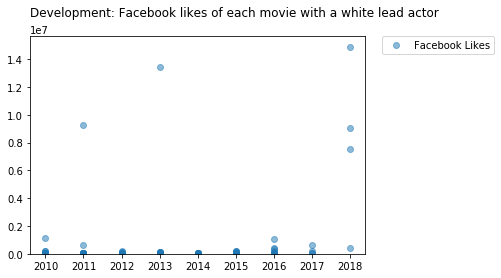 Development: Facebook likes of each movie with a white lead actor
1e7
Facebook Likes
1.4
1.2
1.0
0.8
0.6
0.4
0.2
0.0
2010 2011 2012 2013 2014 2015 2016 2017 2018